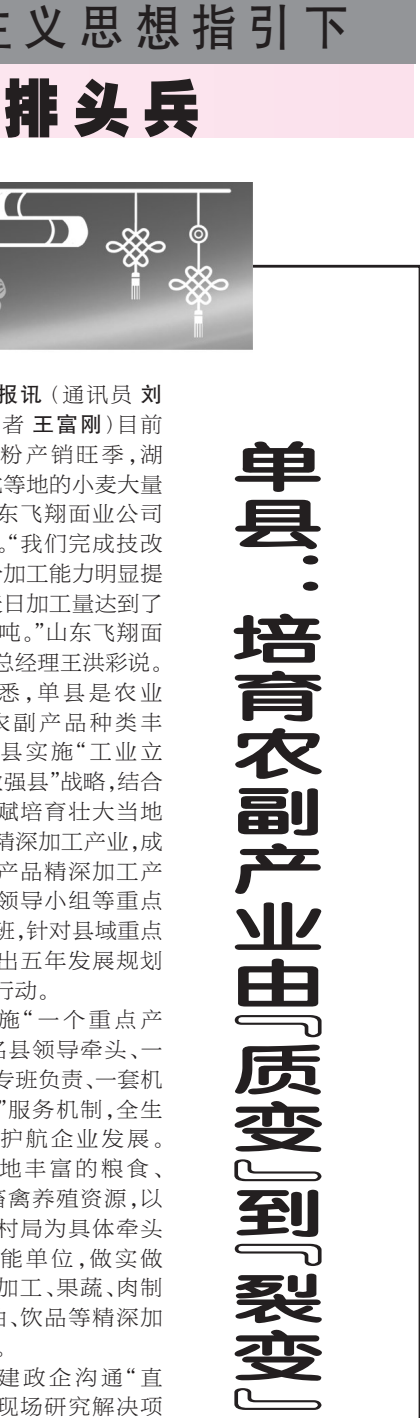 主义思想指引下
排头兵
报讯（通讯员 刘
者 王富刚）目前
粉产销旺季，湖
等地的小麦大量
东飞翔面业公司
。“我们完成技改
加工能力明显提
日加工量达到了
吨。”山东飞翔面
总经理王洪彩说。
悉，单县是农业
农副产品种类丰
县实施“工业立
强县”战略，结合
赋培育壮大当地
精深加工产业，成
产品精深加工产
领导小组等重点
班，针对县域重点
出五年发展规划
行动。
施“一个重点产
名县领导牵头、一
专班负责、一套机
”服务机制，全生
护航企业发展。
地丰富的粮食、
畜禽养殖资源，以
村局为具体牵头
能单位，做实做
加工、果蔬、肉制
油、饮品等精深加
。
建政企沟通“直
现场研究解决项
单县：培育农副产业由『质变』到『裂变』